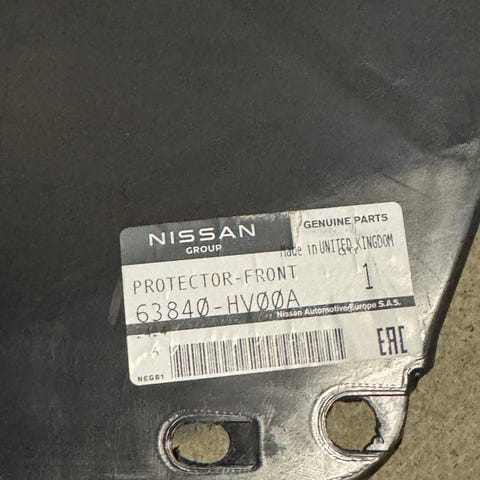 NISSAN
GROUP
GENUINE PARTS
Made in UNITED KINGDOM
PROTECTOR-FRONT
1
63840-HV00A
Nissan Automotive Europe S.A.S.
A
EAC
NEGB1